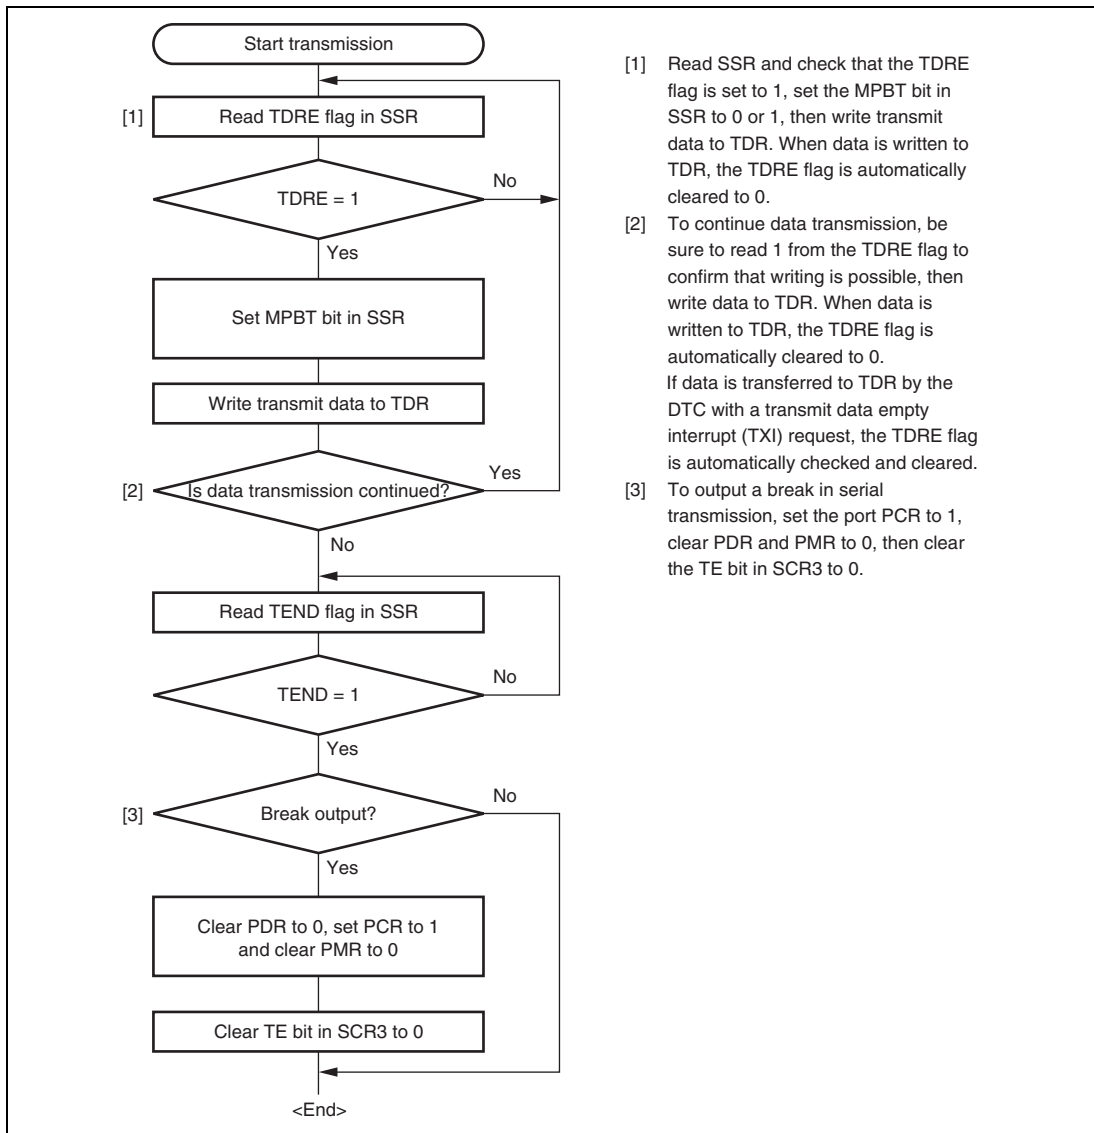 Start transmission
[1]
Read TDRE flag in SSR
TDRE = 1
No
Yes
Set MPBT bit in SSR
Write transmit data to TDR
[2]
Is data transmission continued?
Yes
No
Read TEND flag in SSR
TEND = 1
No
Yes
[3]
Break output?
No
Yes
Clear PDR to 0, set PCR to 1
and clear PMR to 0
Clear TE bit in SCR3 to 0
<End>
[1] Read SSR and check that the TDRE
flag is set to 1, set the MPBT bit in
SSR to 0 or 1, then write transmit
data to TDR. When data is written to
TDR, the TDRE flag is automatically
cleared to 0.
[2] To continue data transmission, be
sure to read 1 from the TDRE flag to
confirm that writing is possible, then
write data to TDR. When data is
written to TDR, the TDRE flag is
automatically cleared to 0.
If data is transferred to TDR by the
DTC with a transmit data empty
interrupt (TXI) request, the TDRE flag
is automatically checked and cleared.
[3] To output a break in serial
transmission, set the port PCR to 1,
clear PDR and PMR to 0, then clear
the TE bit in SCR3 to 0.